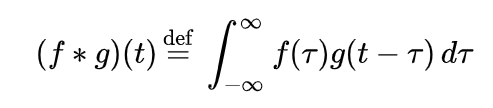 (f ∗ g)(t) ≝ ∫_{−∞}^{∞} f(τ)g(t − τ) dτ